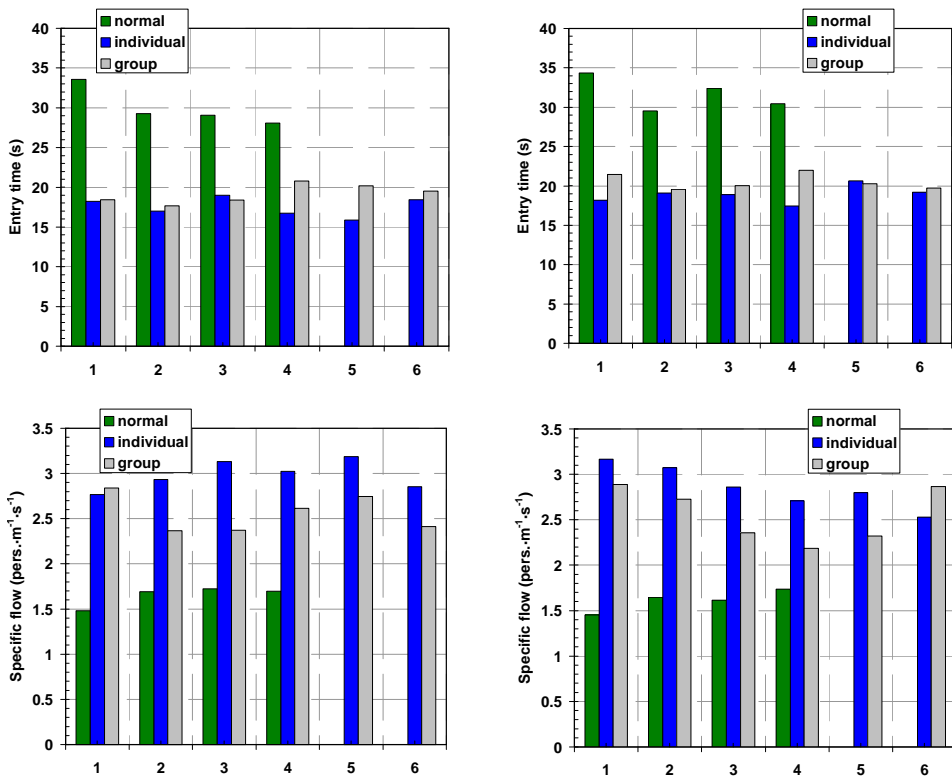 normal
individual
group
40
35
30
25
20
15
10
5
0
Entry time (s)
1 2 3 4 5 6
normal
individual
group
40
35
30
25
20
15
10
5
0
Entry time (s)
1 2 3 4 5 6
normal
individual
group
3.5
3
2.5
2
1.5
1
0.5
0
Specific flow (pers.·m⁻¹·s⁻¹)
1 2 3 4 5 6
normal
individual
group
3.5
3
2.5
2
1.5
1
0.5
0
Specific flow (pers.·m⁻¹·s⁻¹)
1 2 3 4 5 6